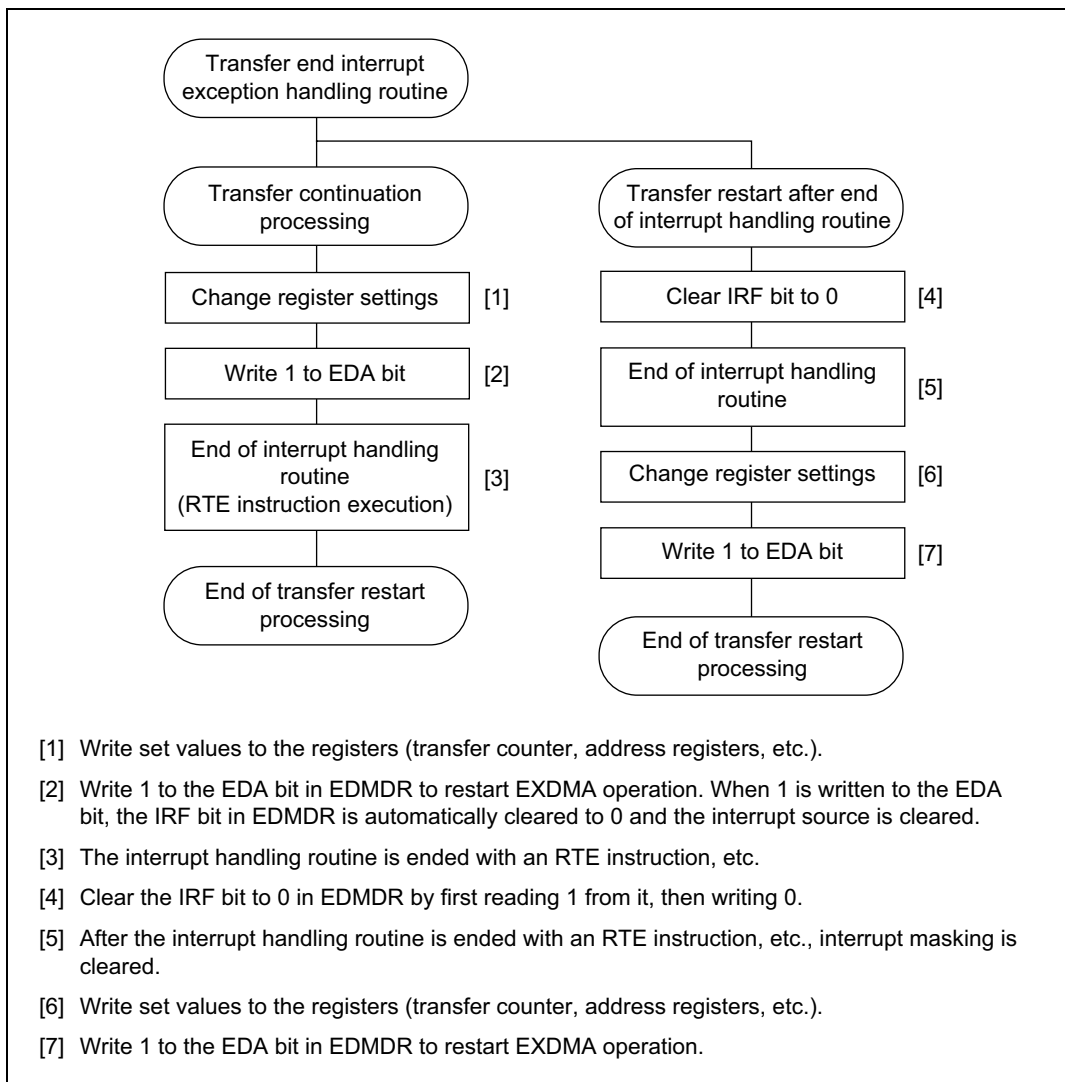 Transfer end interrupt
exception handling routine
Transfer continuation
processing
Change register settings [1]
Write 1 to EDA bit [2]
End of interrupt handling
routine
(RTE instruction execution) [3]
End of transfer restart
processing
Transfer restart after end
of interrupt handling routine
Clear IRF bit to 0 [4]
End of interrupt handling
routine [5]
Change register settings [6]
Write 1 to EDA bit [7]
End of transfer restart
processing
[1] Write set values to the registers (transfer counter, address registers, etc.).
[2] Write 1 to the EDA bit in EDMDR to restart EXDMA operation. When 1 is written to the EDA
bit, the IRF bit in EDMDR is automatically cleared to 0 and the interrupt source is cleared.
[3] The interrupt handling routine is ended with an RTE instruction, etc.
[4] Clear the IRF bit to 0 in EDMDR by first reading 1 from it, then writing 0.
[5] After the interrupt handling routine is ended with an RTE instruction, etc., interrupt masking is
cleared.
[6] Write set values to the registers (transfer counter, address registers, etc.).
[7] Write 1 to the EDA bit in EDMDR to restart EXDMA operation.